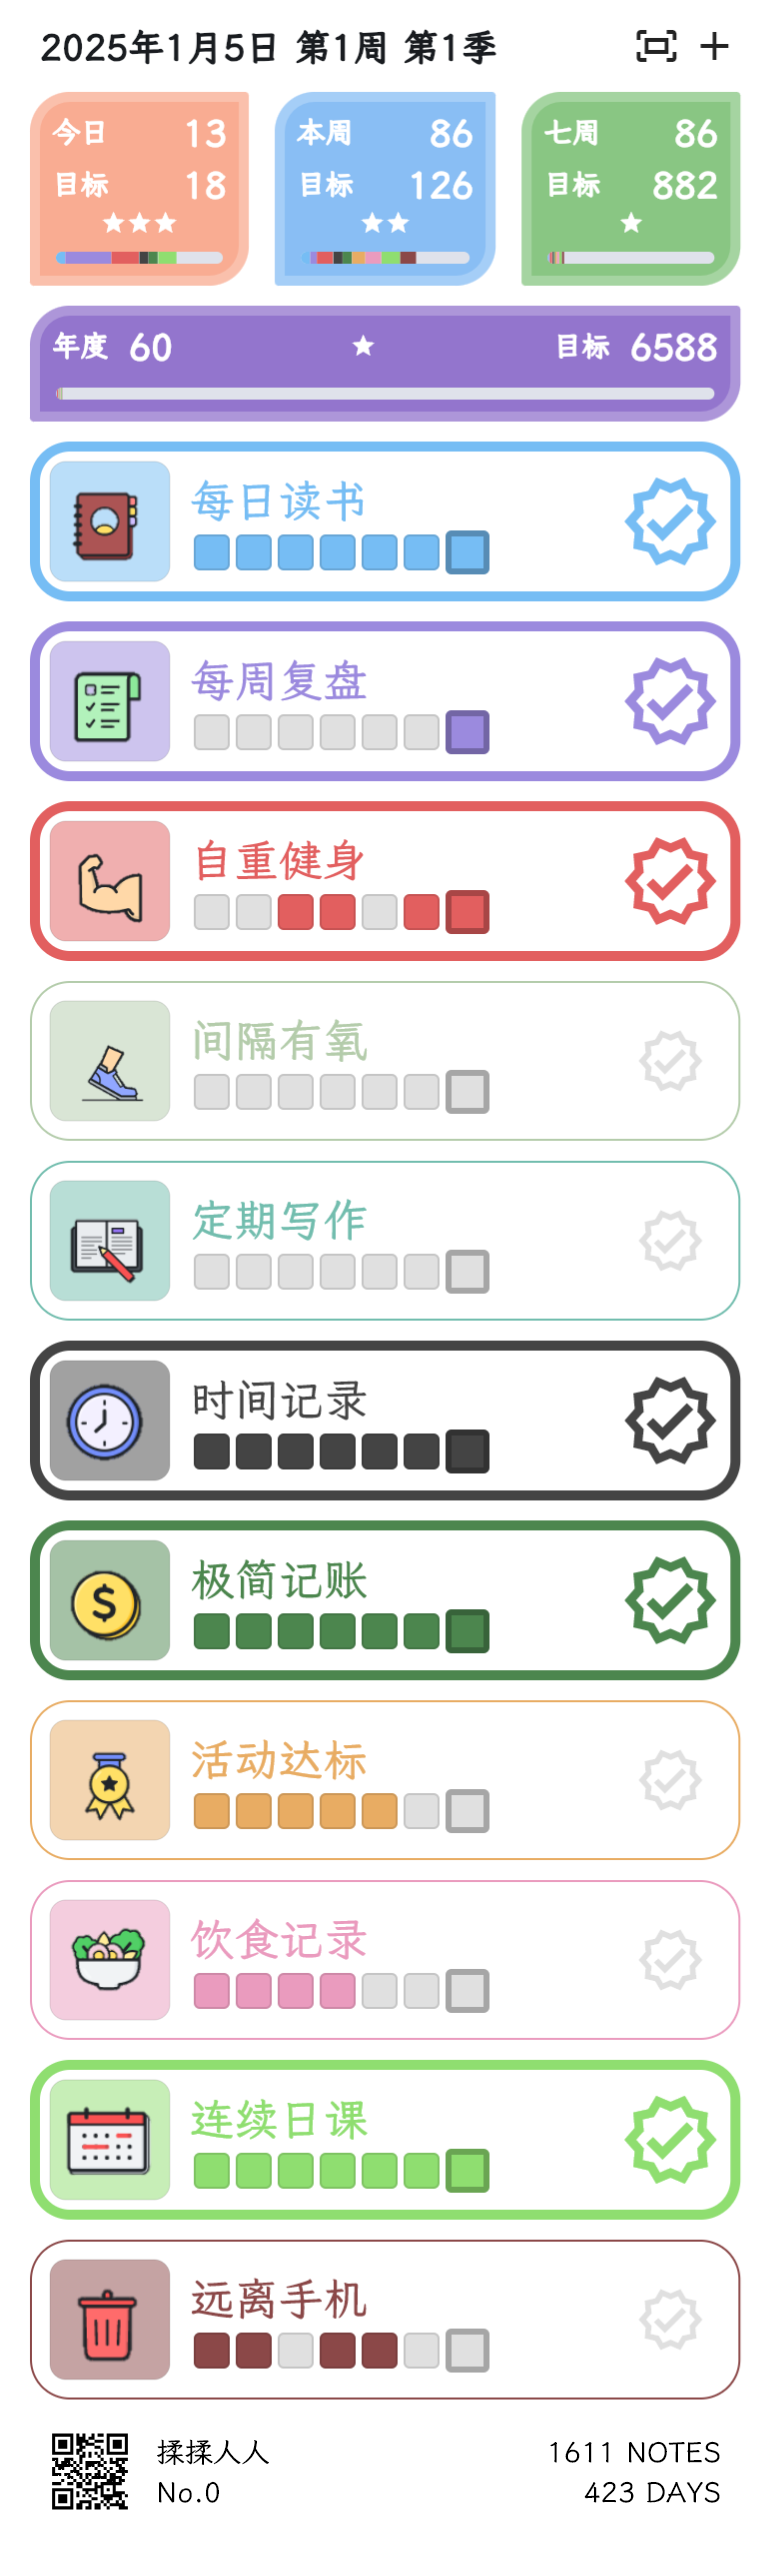 2025年1月5日 第1周 第1季
今日 13
目标 18
本周 86
目标 126
七周 86
目标 882
年度 60 目标 6588
每日读书
每周复盘
自重健身
间隔有氧
定期写作
时间记录
极简记账
活动达标
饮食记录
连续日课
远离手机
揉揉人人 1611 NOTES
No.0 423 DAYS